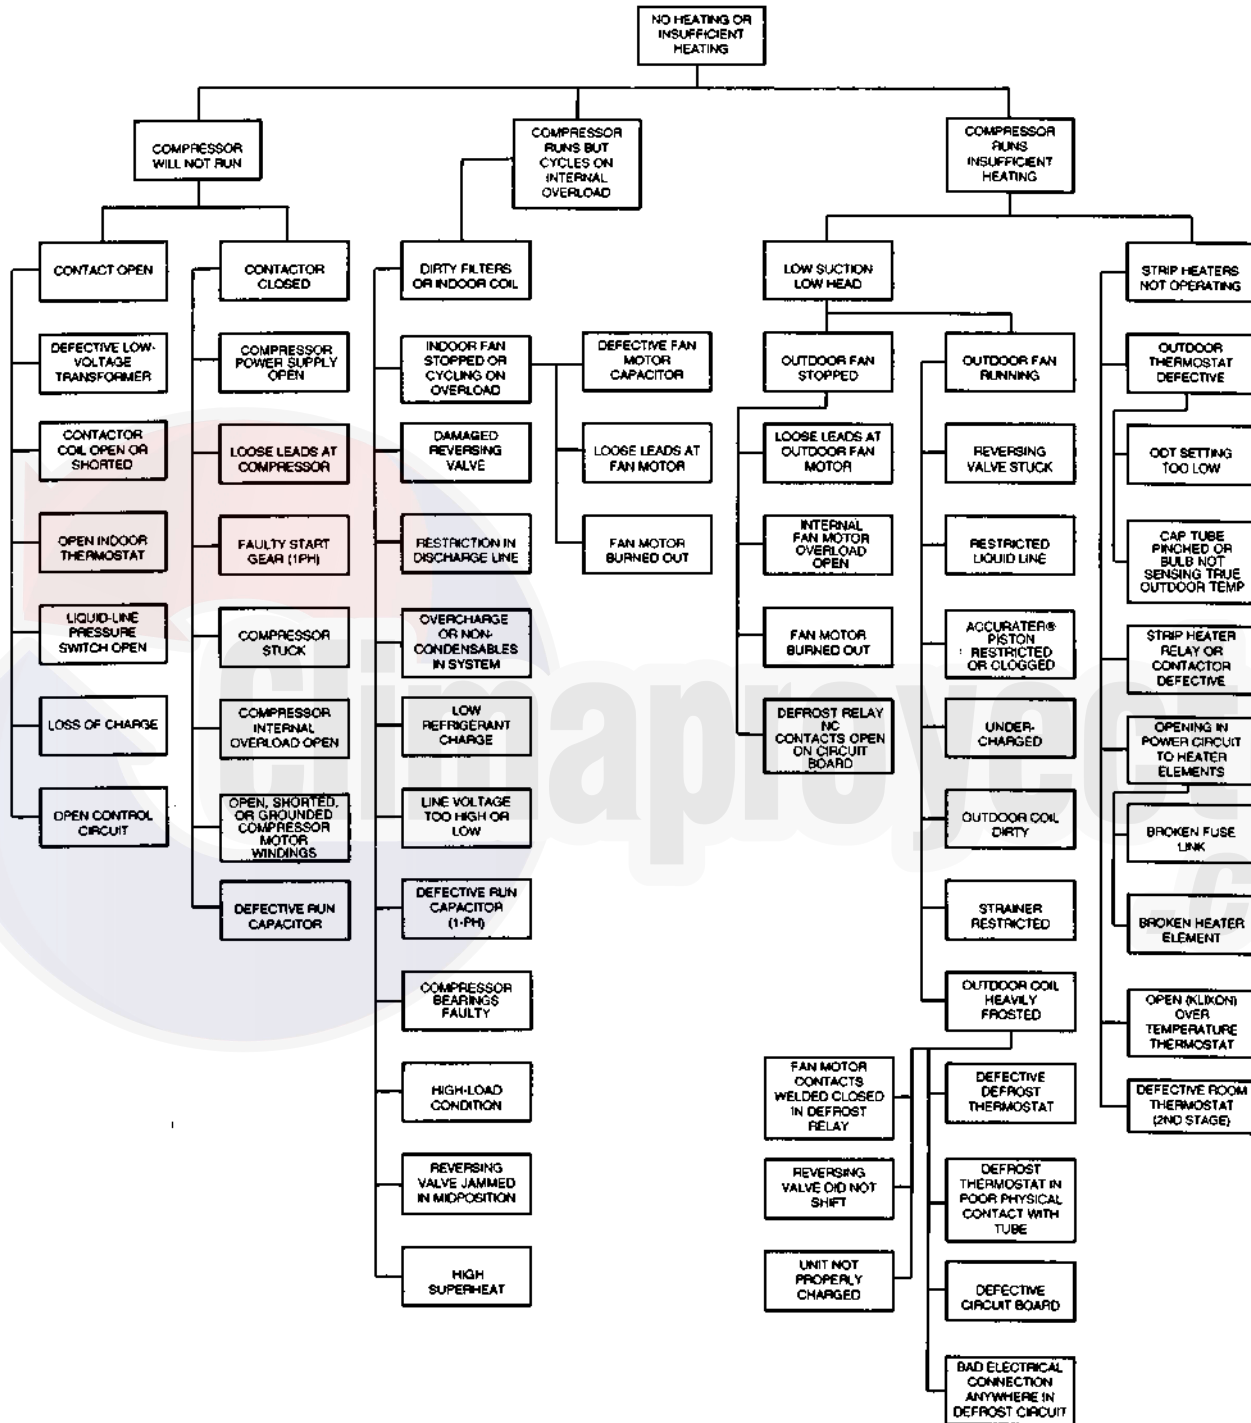 NO HEATING OR
INSUFFICIENT
HEATING
COMPRESSOR
WILL NOT RUN
COMPRESSOR
RUNS BUT
CYCLES ON
INTERNAL
OVERLOAD
COMPRESSOR
RUNS
INSUFFICIENT
HEATING
CONTACT OPEN
DEFECTIVE LOW-
VOLTAGE
TRANSFORMER
CONTACTOR
COIL OPEN OR
SHORTED
OPEN INDOOR
THERMOSTAT
LIQUID-LINE
PRESSURE
SWITCH OPEN
LOSS OF CHARGE
OPEN CONTROL
CIRCUIT
CONTACTOR
CLOSED
COMPRESSOR
POWER SUPPLY
OPEN
LOOSE LEADS AT
COMPRESSOR
FAULTY START
GEAR (1PH)
COMPRESSOR
STUCK
COMPRESSOR
INTERNAL
OVERLOAD OPEN
OPEN, SHORTED,
OR GROUNDED
COMPRESSOR
MOTOR
WINDINGS
DEFECTIVE RUN
CAPACITOR
DIRTY FILTERS
OR INDOOR COIL
INDOOR FAN
STOPPED OR
CYCLING ON
OVERLOAD
DAMAGED
REVERSING
VALVE
RESTRICTION IN
DISCHARGE LINE
OVERCHARGE
OR NON-
CONDENSABLES
IN SYSTEM
LOW
REFRIGERANT
CHARGE
LINE VOLTAGE
TOO HIGH OR
LOW
DEFECTIVE RUN
CAPACITOR
(1-PH)
COMPRESSOR
BEARINGS
FAULTY
HIGH-LOAD
CONDITION
REVERSING
VALVE JAMMED
IN MIDPOSITION
HIGH
SUPERHEAT
DEFECTIVE FAN
MOTOR
CAPACITOR
LOOSE LEADS AT
FAN MOTOR
FAN MOTOR
BURNED OUT
LOW SUCTION
LOW HEAD
OUTDOOR FAN
STOPPED
LOOSE LEADS AT
OUTDOOR FAN
MOTOR
INTERNAL
FAN MOTOR
OVERLOAD
OPEN
FAN MOTOR
BURNED OUT
DEFROST RELAY
NC
CONTACTS OPEN
ON CIRCUIT
BOARD
OUTDOOR FAN
RUNNING
REVERSING
VALVE STUCK
RESTRICTED
LIQUID LINE
ACCURATER®
PISTON
RESTRICTED
OR CLOGGED
UNDER-
CHARGED
OUTDOOR COIL
DIRTY
STRAINER
RESTRICTED
OUTDOOR COIL
HEAVILY
FROSTED
FAN MOTOR
CONTACTS
WELDED CLOSED
IN DEFROST
RELAY
REVERSING
VALVE DID NOT
SHIFT
UNIT NOT
PROPERLY
CHARGED
DEFECTIVE
DEFROST
THERMOSTAT
DEFROST
THERMOSTAT IN
POOR PHYSICAL
CONTACT WITH
TUBE
DEFECTIVE
CIRCUIT BOARD
BAD ELECTRICAL
CONNECTION
ANYWHERE IN
DEFROST CIRCUIT
STRIP HEATERS
NOT OPERATING
OUTDOOR
THERMOSTAT
DEFECTIVE
ODT SETTING
TOO LOW
CAP TUBE
PINCHED OR
BULB NOT
SENSING TRUE
OUTDOOR TEMP
STRIP HEATER
RELAY OR
CONTACTOR
DEFECTIVE
OPENING IN
POWER CIRCUIT
TO HEATER
ELEMENTS
BROKEN FUSE
LINK
BROKEN HEATER
ELEMENT
OPEN (KLIXON)
OVER
TEMPERATURE
THERMOSTAT
DEFECTIVE ROOM
THERMOSTAT
(2ND STAGE)
Climaproyect